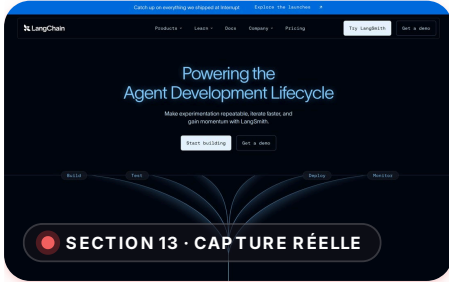 Catch up on everything we shipped at Interrupt Explore the launches
LangChain
Products Learn Docs Company Pricing
Try LangSmith Get a demo
Powering the
Agent Development Lifecycle
Make experimentation repeatable, iterate faster, and
gain momentum with LangSmith.
Start building Get a demo
Build Test Deploy Monitor
SECTION 13 · CAPTURE RÉELLE